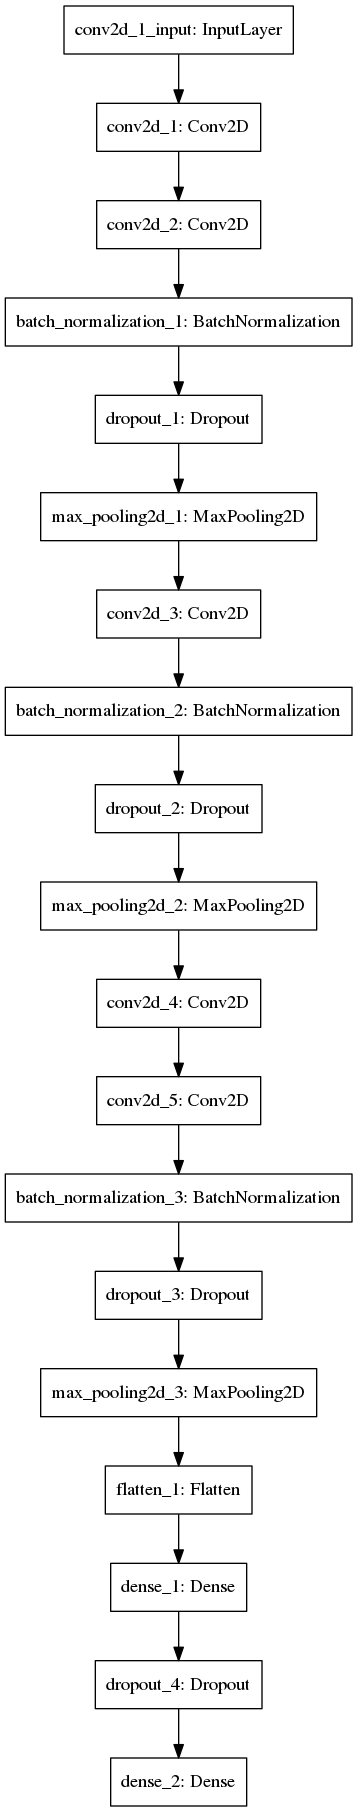 conv2d_1_input: InputLayer
conv2d_1: Conv2D
conv2d_2: Conv2D
batch_normalization_1: BatchNormalization
dropout_1: Dropout
max_pooling2d_1: MaxPooling2D
conv2d_3: Conv2D
batch_normalization_2: BatchNormalization
dropout_2: Dropout
max_pooling2d_2: MaxPooling2D
conv2d_4: Conv2D
conv2d_5: Conv2D
batch_normalization_3: BatchNormalization
dropout_3: Dropout
max_pooling2d_3: MaxPooling2D
flatten_1: Flatten
dense_1: Dense
dropout_4: Dropout
dense_2: Dense